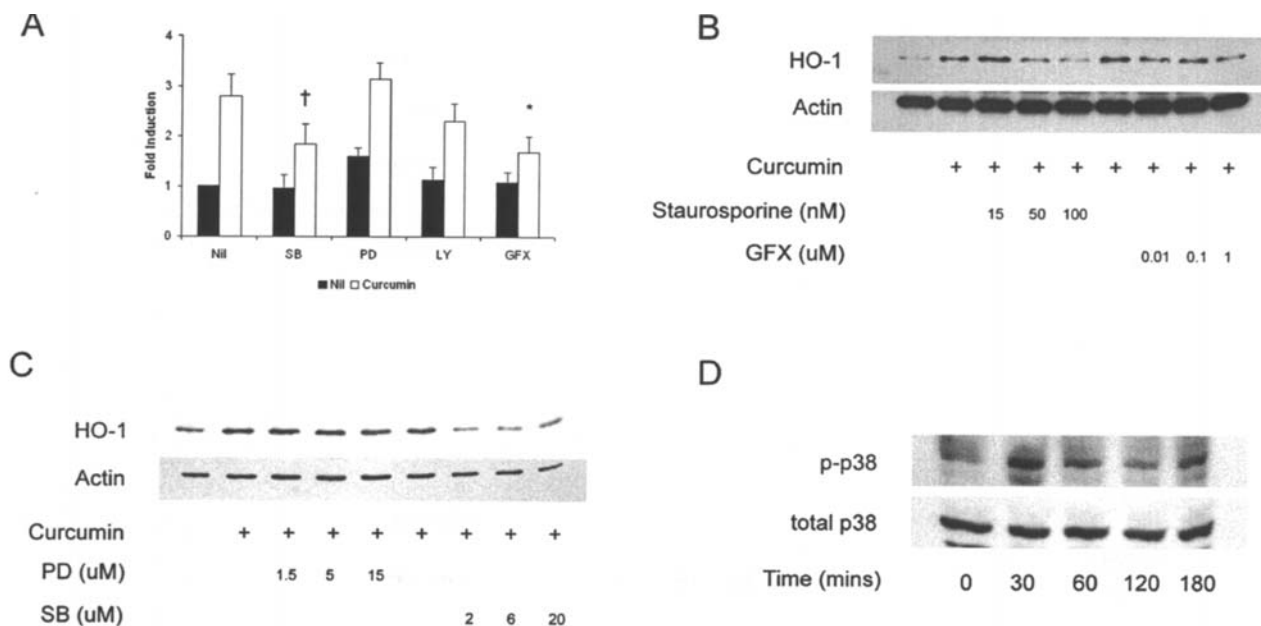 A
4
3
2
1
0
Fold Induction
†
*
Nil SB PD LY GFX
Nil Curcumin
B
HO-1
Actin
Curcumin + + + + + + + +
Staurosporine (nM) 15 50 100
GFX (uM) 0.01 0.1 1
C
HO-1
Actin
Curcumin + + + + + + + +
PD (uM) 1.5 5 15
SB (uM) 2 6 20
D
p-p38
total p38
Time (mins) 0 30 60 120 180